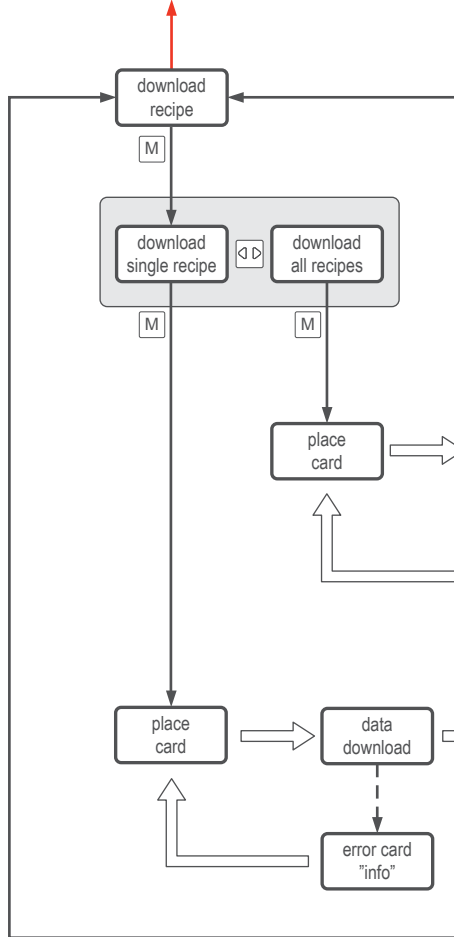 download
recipe
M
download
single recipe
download
all recipes
M
M
place
card
place
card
data
download
error card
"info"